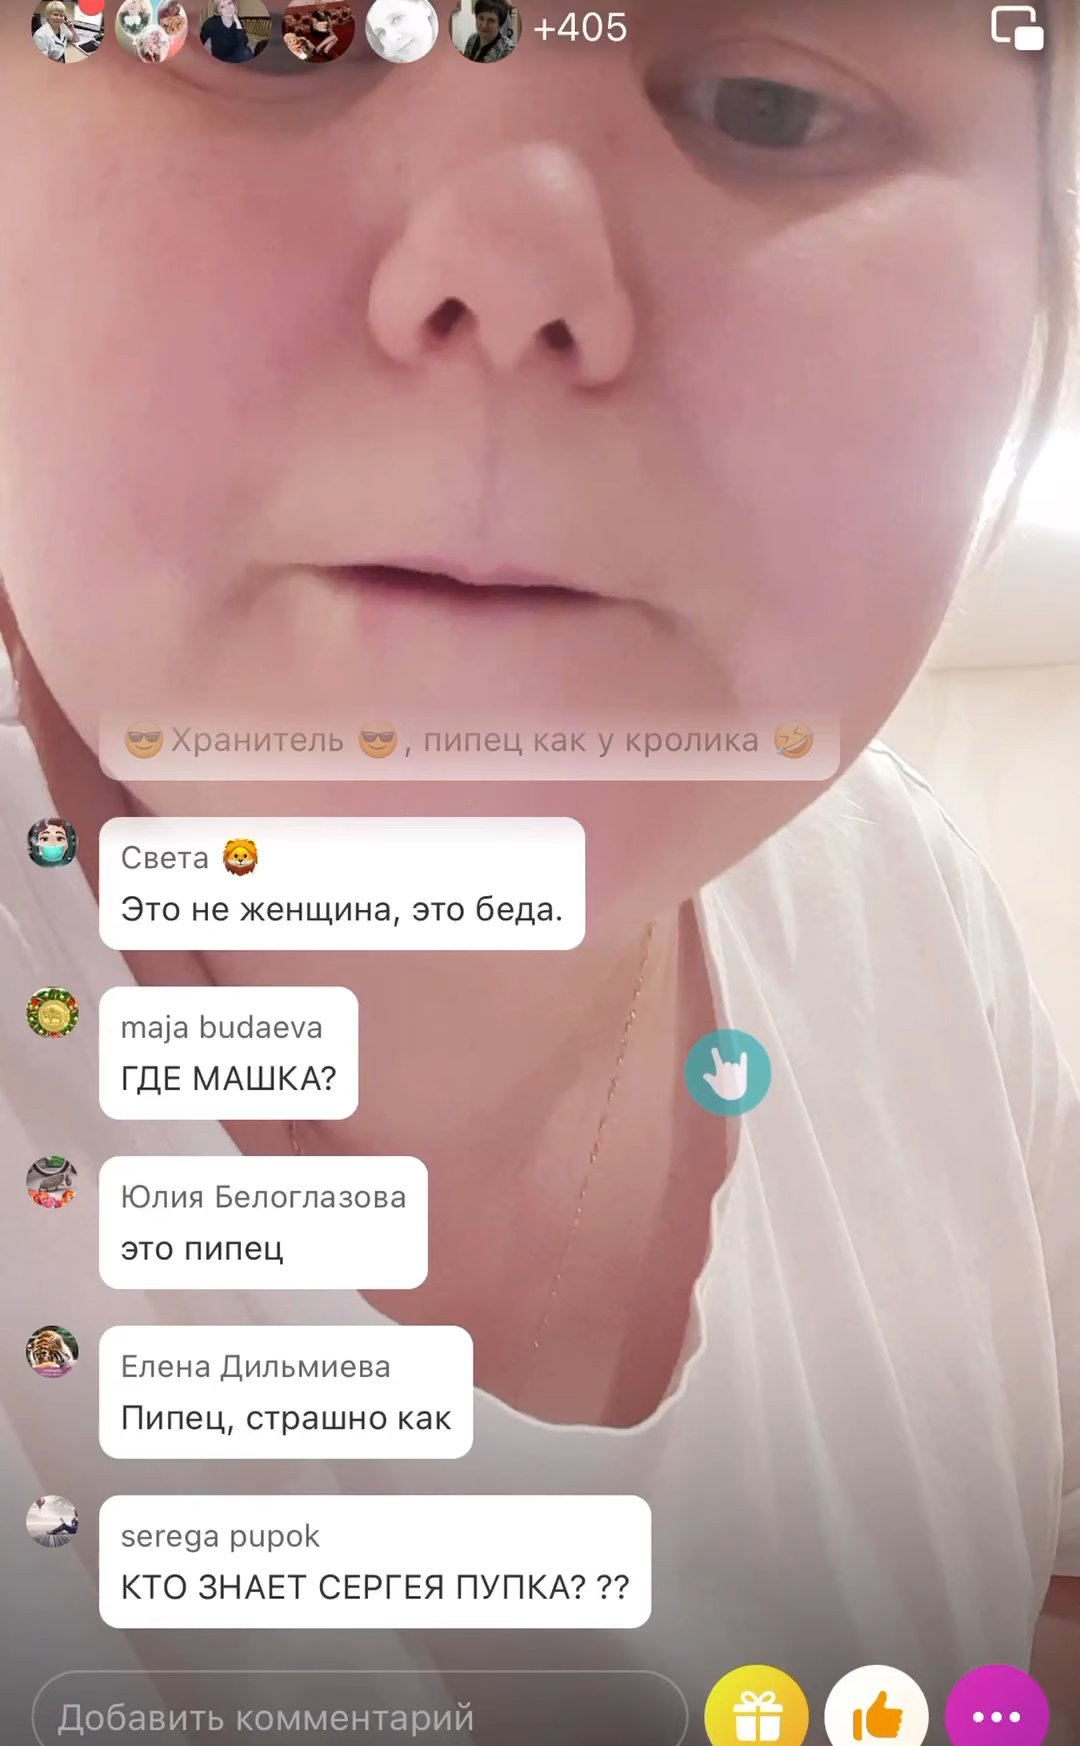 +405
😎Хранитель 😎, пипец как у кролика 🤣
Света 🦁
Это не женщина, это беда.
maja budaeva
ГДЕ МАШКА?
Юлия Белоглазова
это пипец
Елена Дильмиева
Пипец, страшно как
serega pupok
КТО ЗНАЕТ СЕРГЕЯ ПУПКА? ??
Добавить комментарий